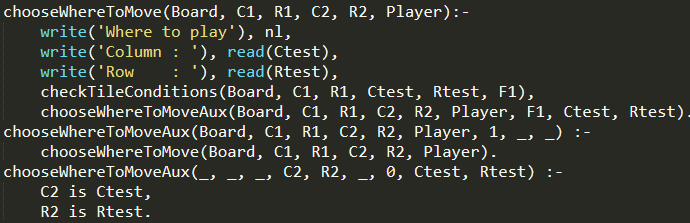 chooseWhereToMove(Board, C1, R1, C2, R2, Player):-
    write('Where to play'), nl,
    write('Column : '), read(Ctest),
    write('Row    : '), read(Rtest),
    checkTileConditions(Board, C1, R1, Ctest, Rtest, F1),
    chooseWhereToMoveAux(Board, C1, R1, C2, R2, Player, F1, Ctest, Rtest).
chooseWhereToMoveAux(Board, C1, R1, C2, R2, Player, 1, _, _) :-
    chooseWhereToMove(Board, C1, R1, C2, R2, Player).
chooseWhereToMoveAux(_, _, _, C2, R2, _, 0, Ctest, Rtest) :-
    C2 is Ctest,
    R2 is Rtest.